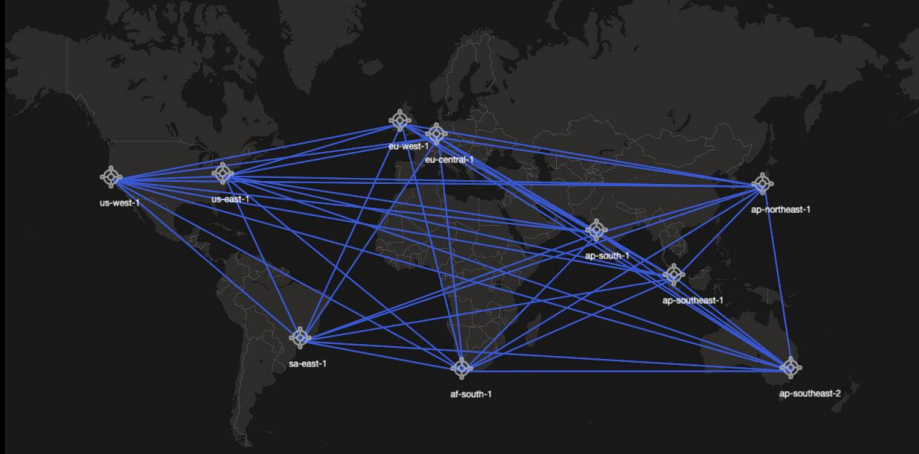 eu-west-1
eu-central-1
us-west-1
us-east-1
ap-northeast-1
ap-south-1
ap-southeast-1
sa-east-1
af-south-1
ap-southeast-2